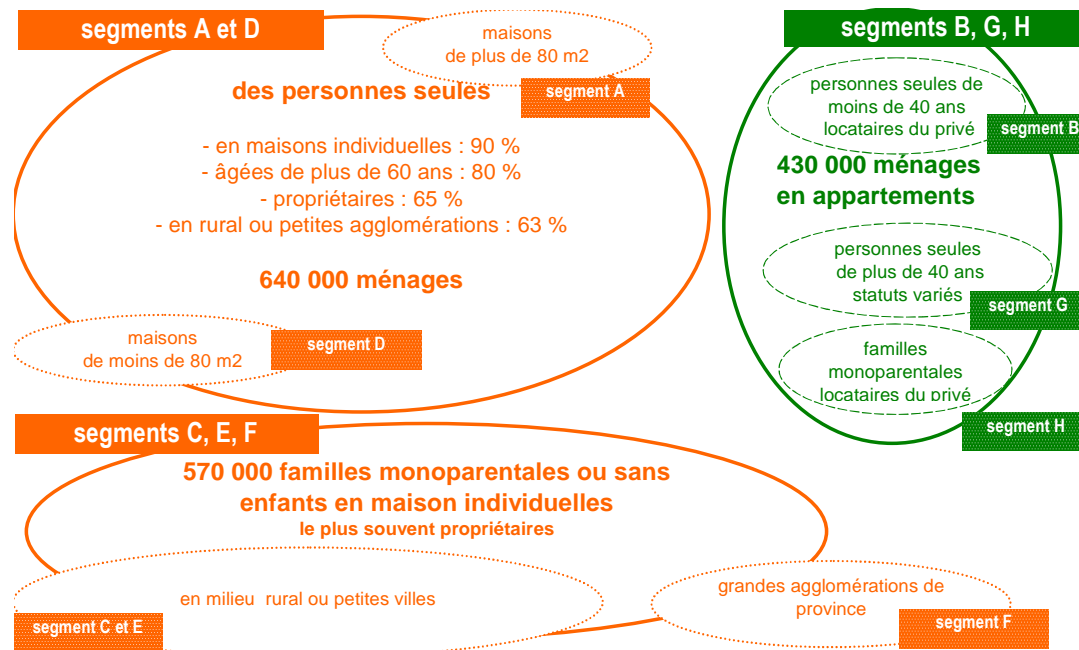 segments A et D
maisons
de plus de 80 m2
segment A
des personnes seules
- en maisons individuelles : 90 %
- âgées de plus de 60 ans : 80 %
- propriétaires : 65 %
- en rural ou petites agglomérations : 63 %
640 000 ménages
maisons
de moins de 80 m2
segment D
segments B, G, H
personnes seules de
moins de 40 ans
locataires du privé
segment B
430 000 ménages
en appartements
personnes seules
de plus de 40 ans
statuts variés
segment G
familles
monoparentales
locataires du privé
segment H
segments C, E, F
570 000 familles monoparentales ou sans
enfants en maison individuelles
le plus souvent propriétaires
en milieu rural ou petites villes
segment C et E
grandes agglomérations de
province
segment F